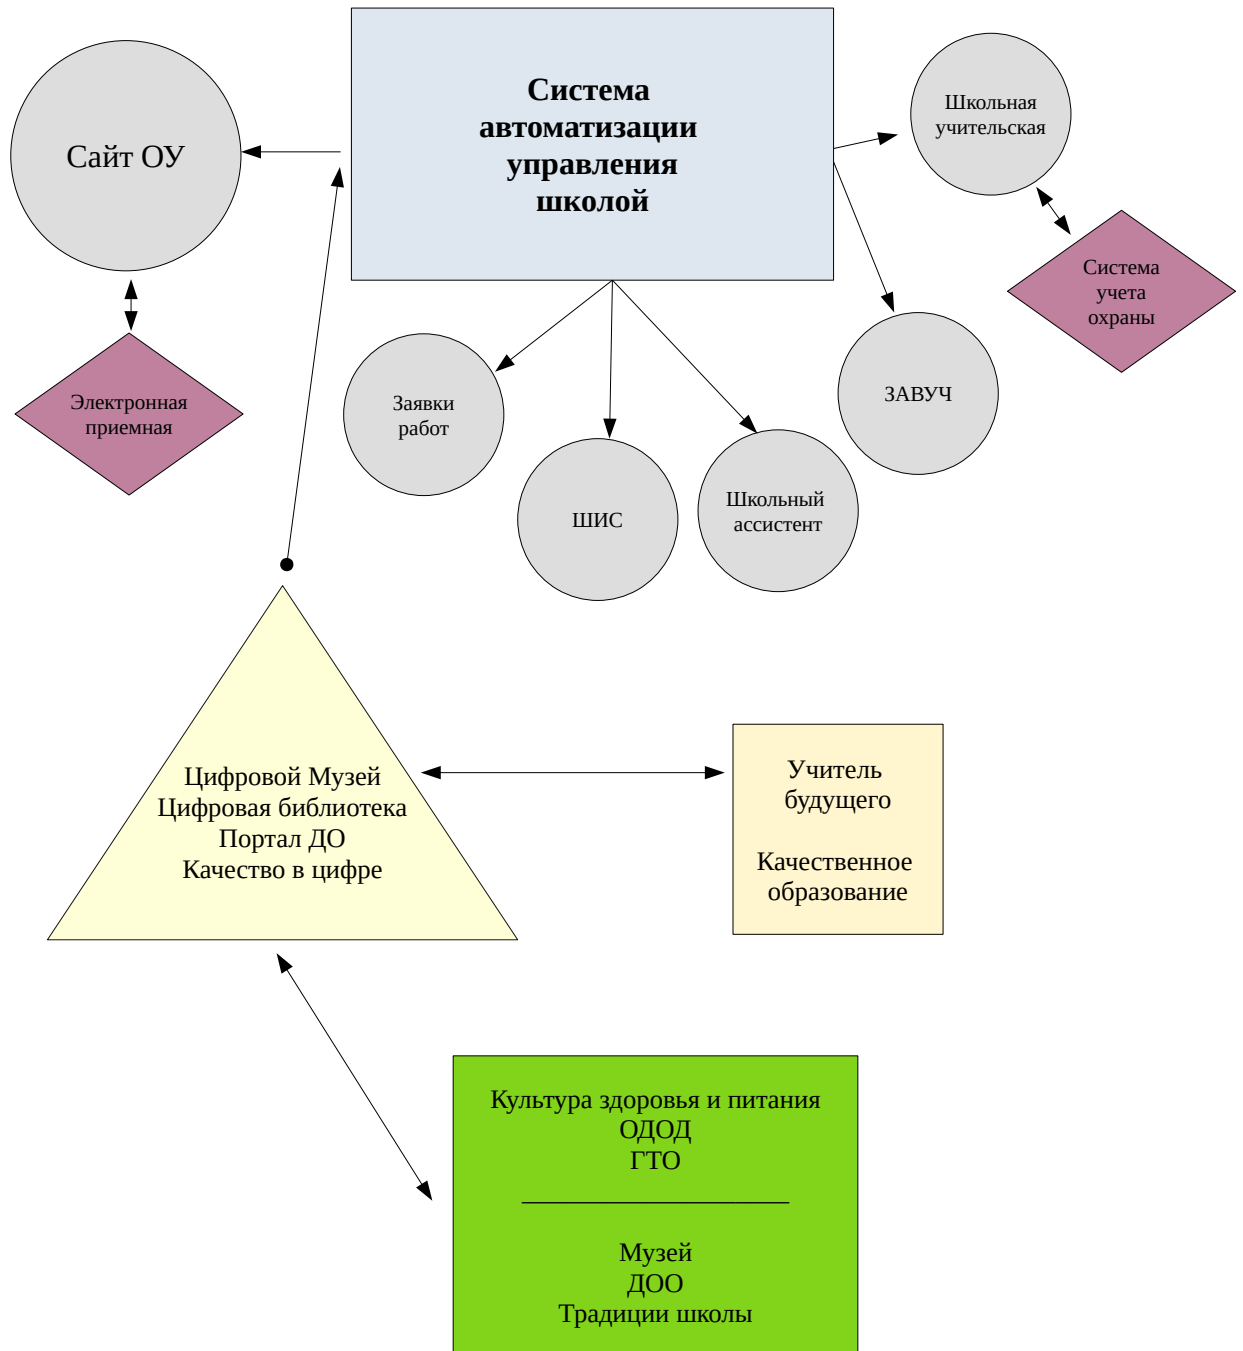 Система
автоматизации
управления
школой
Сайт ОУ
Школьная
учительская
Система
учета
охраны
Электронная
приемная
Заявки
работ
ЗАВУЧ
ШИС
Школьный
ассистент
Цифровой Музей
Цифровая библиотека
Портал ДО
Качество в цифре
Учитель
будущего
Качественное
образование
Культура здоровья и питания
ОДОД
ГТО
Музей
ДОО
Традиции школы